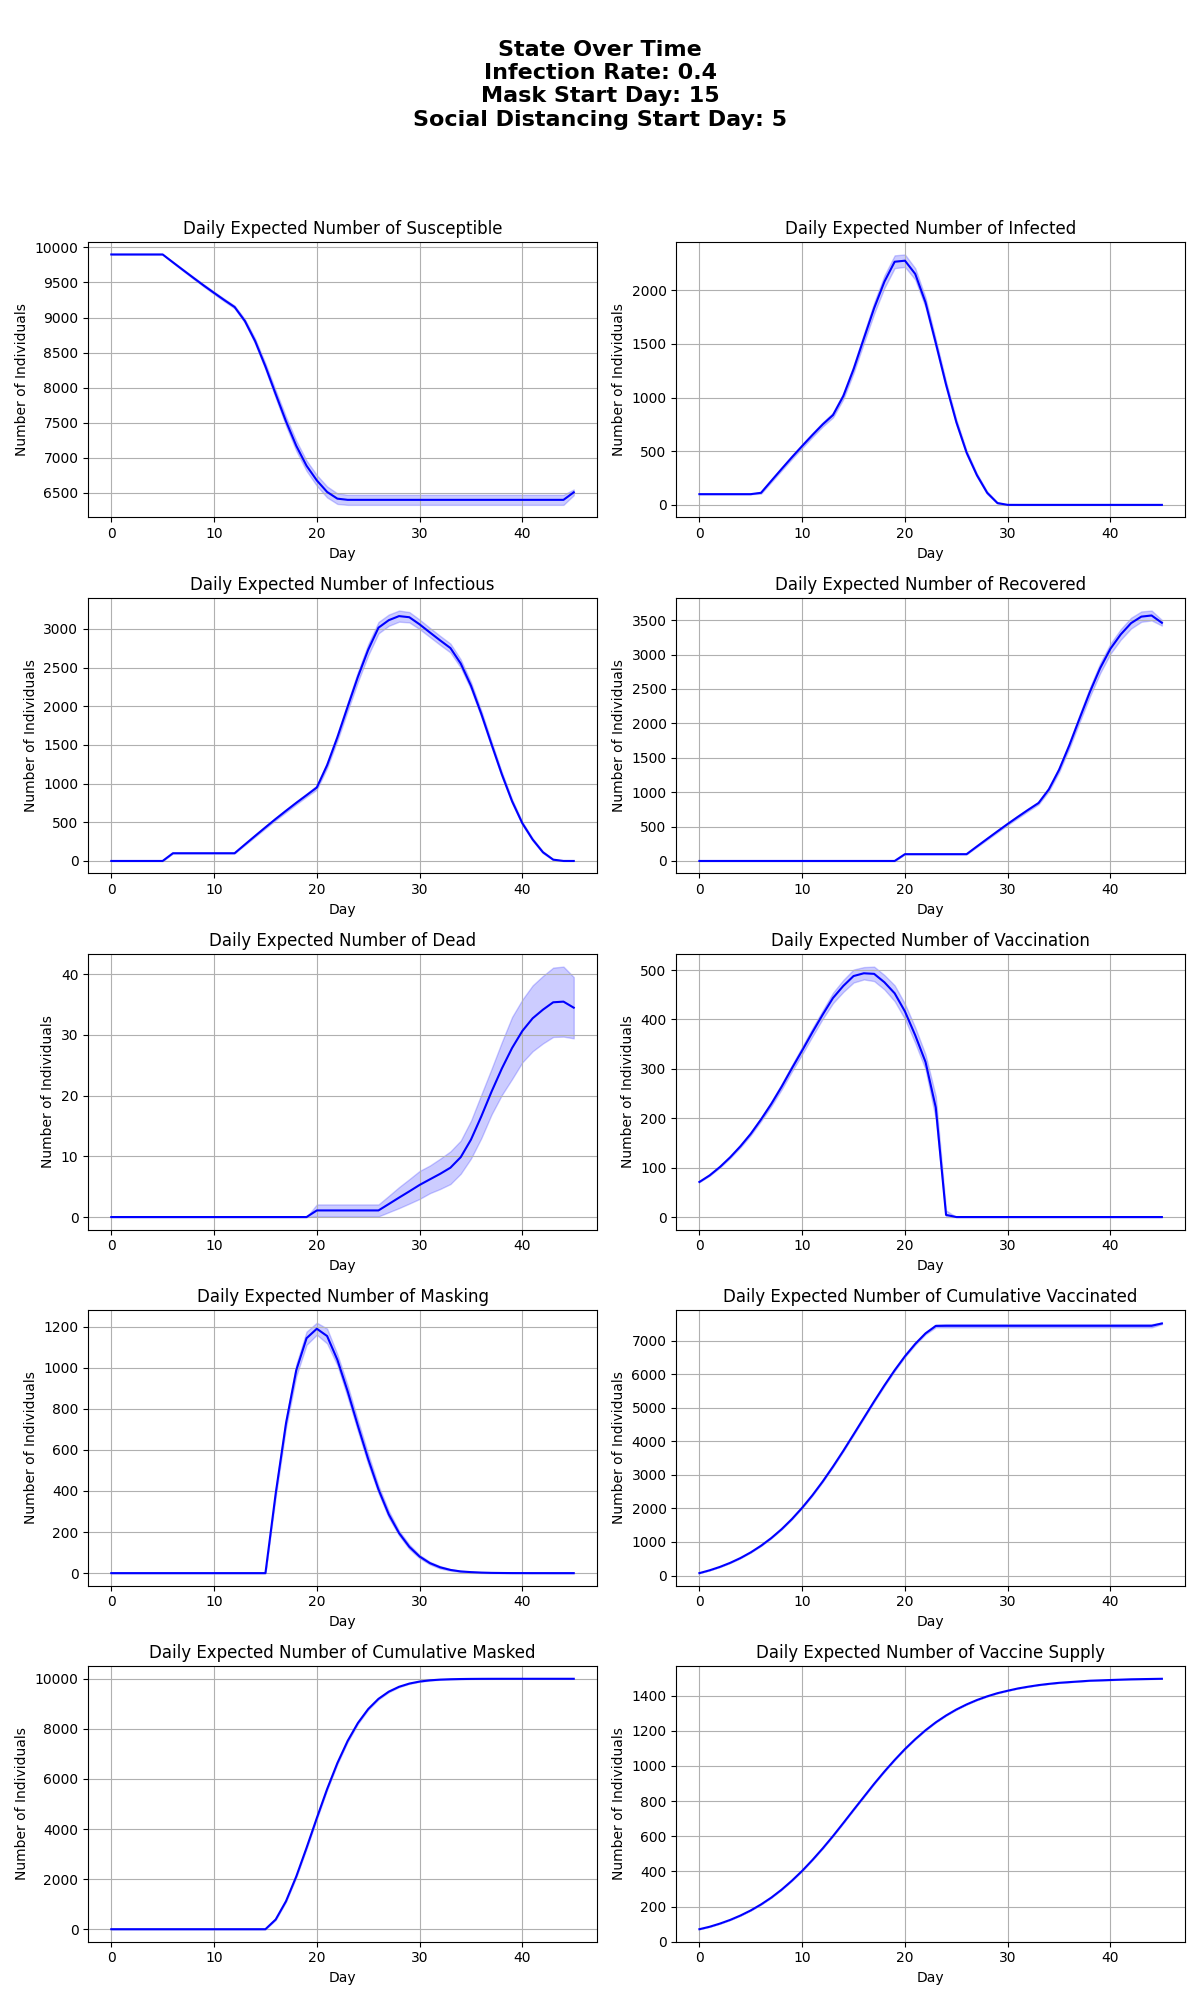 State Over Time
Infection Rate: 0.4
Mask Start Day: 15
Social Distancing Start Day: 5
Daily Expected Number of Susceptible
Number of Individuals
10000
9500
9000
8500
8000
7500
7000
6500
0 10 20 30 40
Day
Daily Expected Number of Infected
Number of Individuals
2000
1500
1000
500
0
0 10 20 30 40
Day
Daily Expected Number of Infectious
Number of Individuals
3000
2500
2000
1500
1000
500
0
0 10 20 30 40
Day
Daily Expected Number of Recovered
Number of Individuals
3500
3000
2500
2000
1500
1000
500
0
0 10 20 30 40
Day
Daily Expected Number of Dead
Number of Individuals
40
30
20
10
0
0 10 20 30 40
Day
Daily Expected Number of Vaccination
Number of Individuals
500
400
300
200
100
0
0 10 20 30 40
Day
Daily Expected Number of Masking
Number of Individuals
1200
1000
800
600
400
200
0
0 10 20 30 40
Day
Daily Expected Number of Cumulative Vaccinated
Number of Individuals
7000
6000
5000
4000
3000
2000
1000
0
0 10 20 30 40
Day
Daily Expected Number of Cumulative Masked
Number of Individuals
10000
8000
6000
4000
2000
0
0 10 20 30 40
Day
Daily Expected Number of Vaccine Supply
Number of Individuals
1400
1200
1000
800
600
400
200
0
0 10 20 30 40
Day